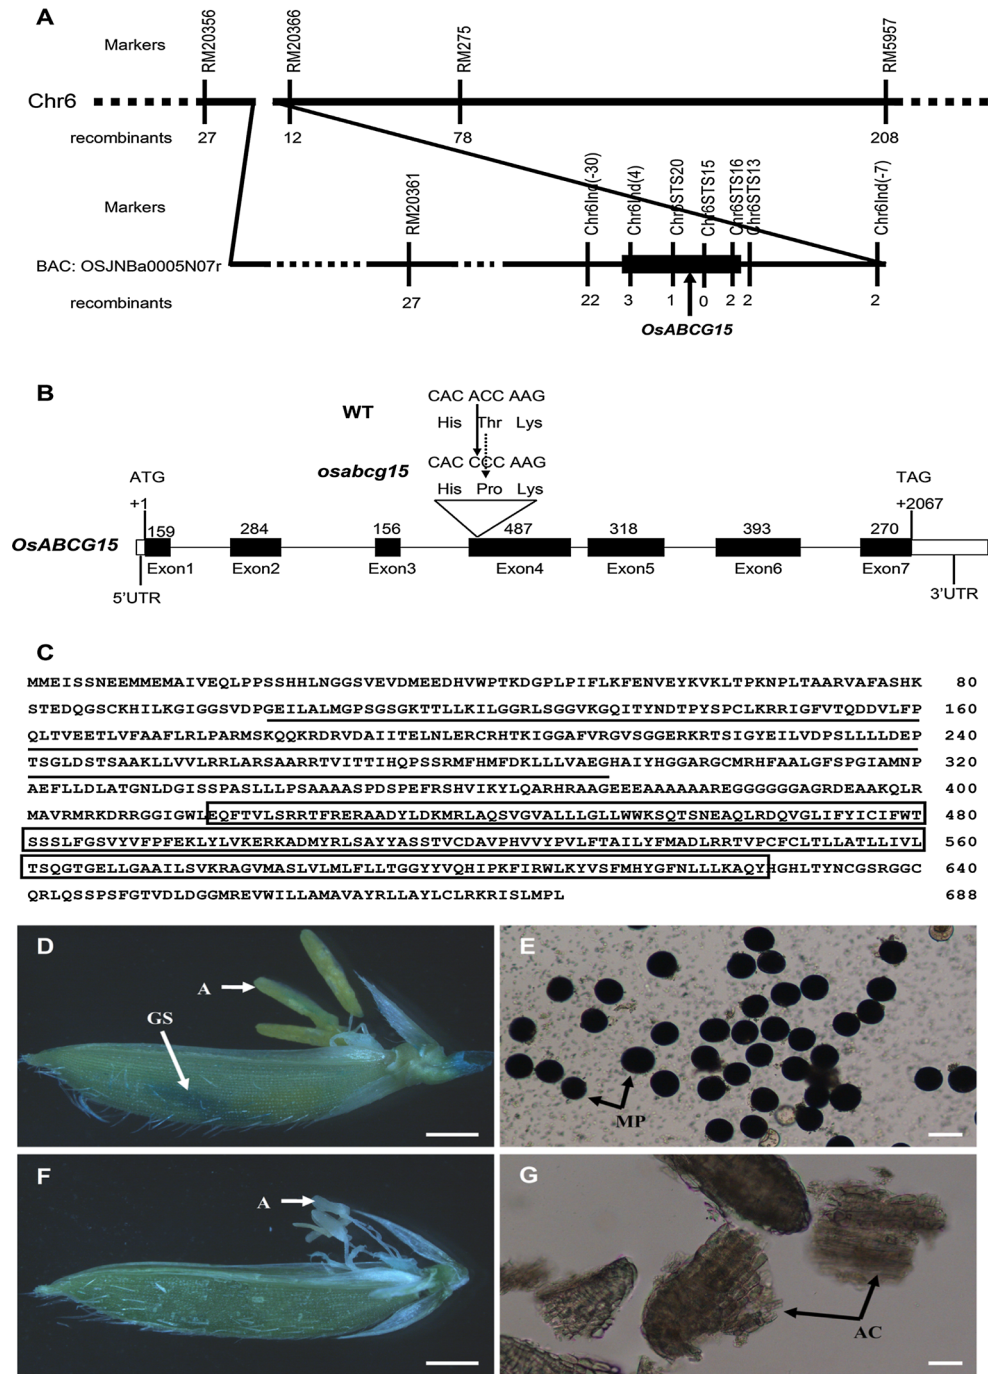 A
Markers RM20356 RM20366 RM275 RM5957
Chr6
recombinants 27 12 78 208
Markers RM20361 Chr6Ind(-30) Chr6Ind(4) Chr6STS20 Chr6STS15 Chr6STS16 Chr6STS13 Chr6Ind(-7)
BAC: OSJNBa0005N07r
recombinants 27 22 3 1 0 2 2 2
OsABCG15
B
CAC ACC AAG
WT
His Thr Lys
osabcg15 CAC CCC AAG
His Pro Lys
ATG TAG
+1 +2067
159 284 156 487 318 393 270
OsABCG15
Exon1 Exon2 Exon3 Exon4 Exon5 Exon6 Exon7
5'UTR 3'UTR
C
MMEISSNEEMMEMAIVEQLPPSSHHLNGGSVEVDMEEDHVWPTKDGPLPIFLKFENVEYKVKLTPKNPLTAARVAFASHK 80
STEDQGSCKHILKGIGGSVDPGEILALMGPSGSGKTTLLKILGGRLSGGVKGQITYNDTPYSPCLKRRIGFVTQDDVLFP 160
QLTVEETLVFAAFLRLPARMSKQQKRDRVDAIITELNLERCRHTKIGGAFVRGVSGGERKRTSIGYEILVDPSLLLLDEP 240
TSGLDSTSAAKLLVVLRRLARSAARRTVITTIHQPSSRMFHMFDKLLLVAEGHAIYHGGARGCMRHFAALGFSPGIAMNP 320
AEFLLDLATGNLDGISSPASLLPSAAAASPDSPEFRSHVIKYLQARHRAAGEEEAAAAAAREGGGGGGAGRDEAAKQLR 400
MAVRMRKDRRGGIGWLEQFTVLSRRTFRERAADYLDKMRLAQSVGVALLLGLLWWKSQTSNEAQLRDQVGLIFYICIFWT 480
SSSLFGSVYVFPFEKLYLVKERKADMYRLSAYYASSTVCDAVPHVVYPVLFTAILYFMADLRRTVPCFCLTLLATLLIVL 560
TSQGTGELLGAAILSVKRAGVMASLVLMLFLLTGGYYVQHIPKFIRWLKYVSFMHYGFNLLLKAQYHGHLTYNCGSRGGC 640
QRLQSSPSFGTVDLDGGMREVWILLAMAVAYRLLAYLCLRKRISLMPL 688
D
A
GS
E
MP
F
A
G
AC